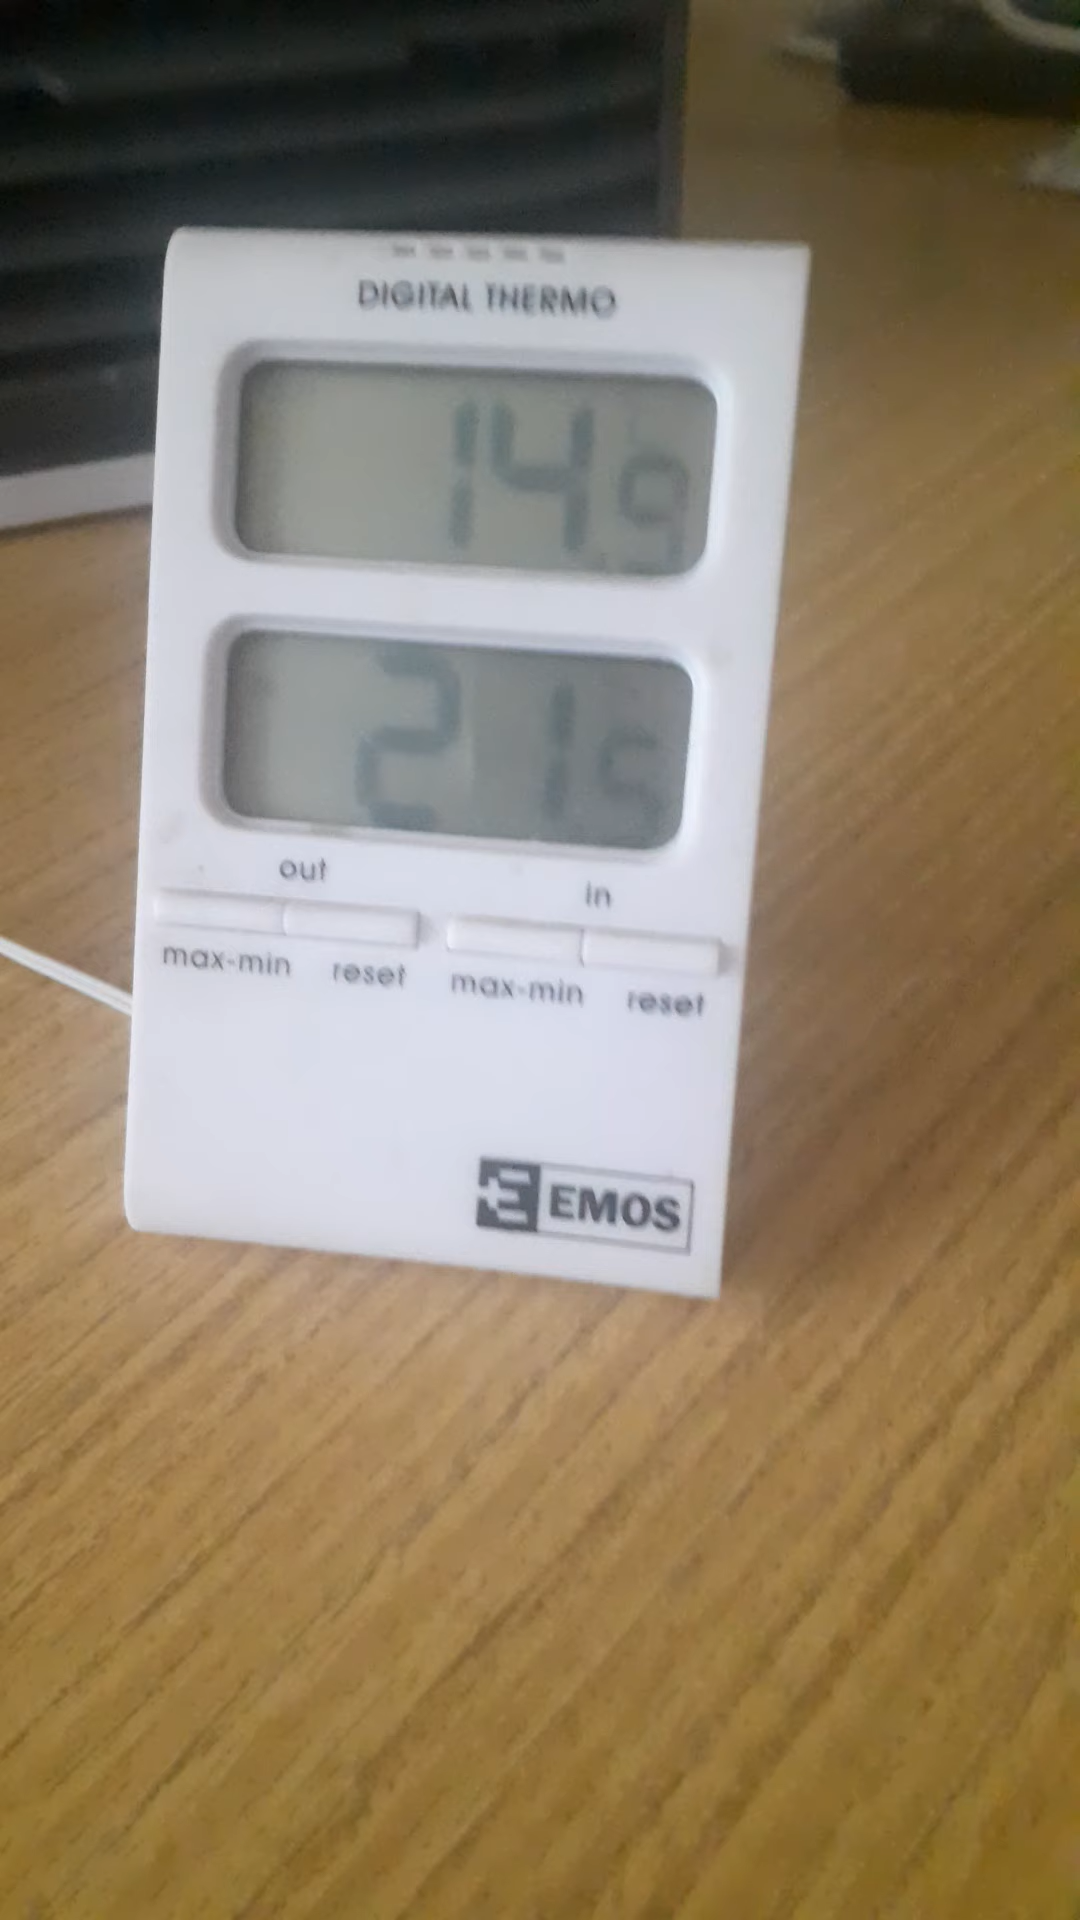 DIGITAL THERMO
14.9
21.5
out in
max-min reset max-min reset
EMOS